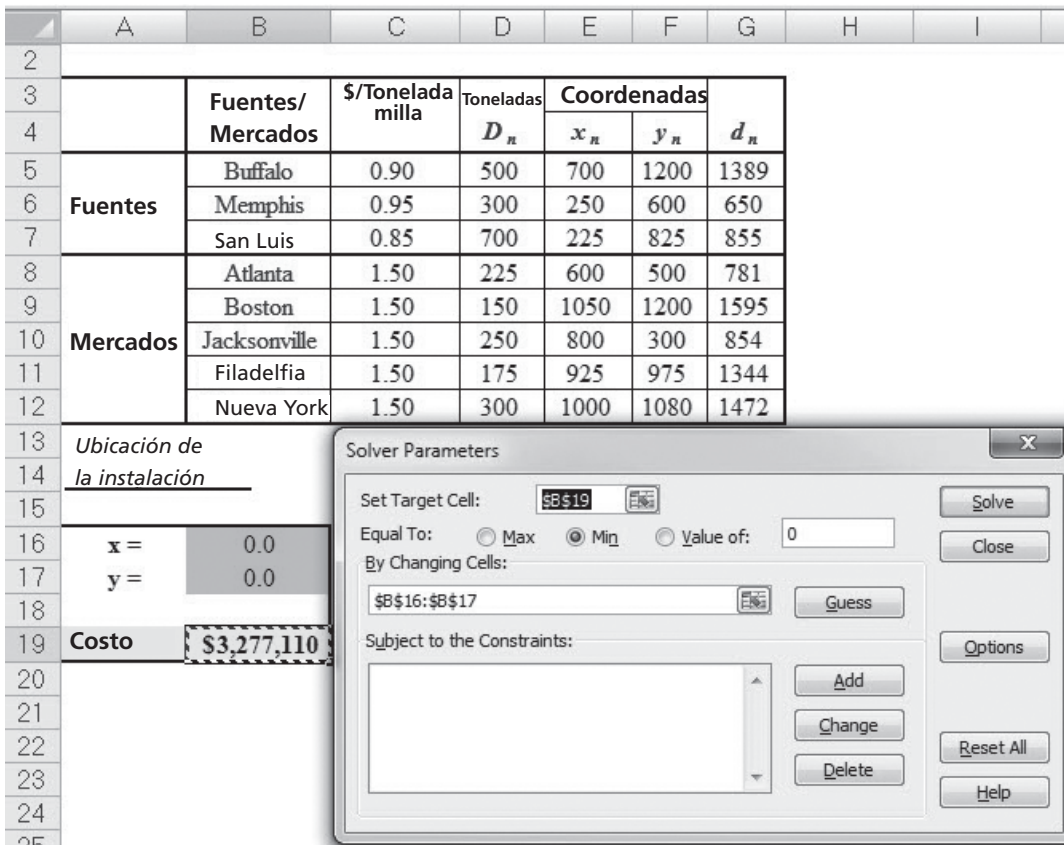 A B C D E F G H I
2
3 Fuentes/ $/Tonelada Toneladas Coordenadas
milla
4 Mercados D n x n y n d n
5 Buffalo 0.90 500 700 1200 1389
6 Fuentes Memphis 0.95 300 250 600 650
7 San Luis 0.85 700 225 825 855
8 Atlanta 1.50 225 600 500 781
9 Boston 1.50 150 1050 1200 1595
10 Mercados Jacksonville 1.50 250 800 300 854
11 Filadelfia 1.50 175 925 975 1344
12 Nueva York 1.50 300 1000 1080 1472
13 Ubicación de
14 la instalación
15
16 x = 0.0
17 y = 0.0
18
19 Costo $3,277,110
20
21
22
23
24
25
Solver Parameters
Set Target Cell: $B$19 Solve
Equal To: Max Min Value of: 0 Close
By Changing Cells:
$B$16:$B$17 Guess
Subject to the Constraints: Options
Add
Change Reset All
Delete Help